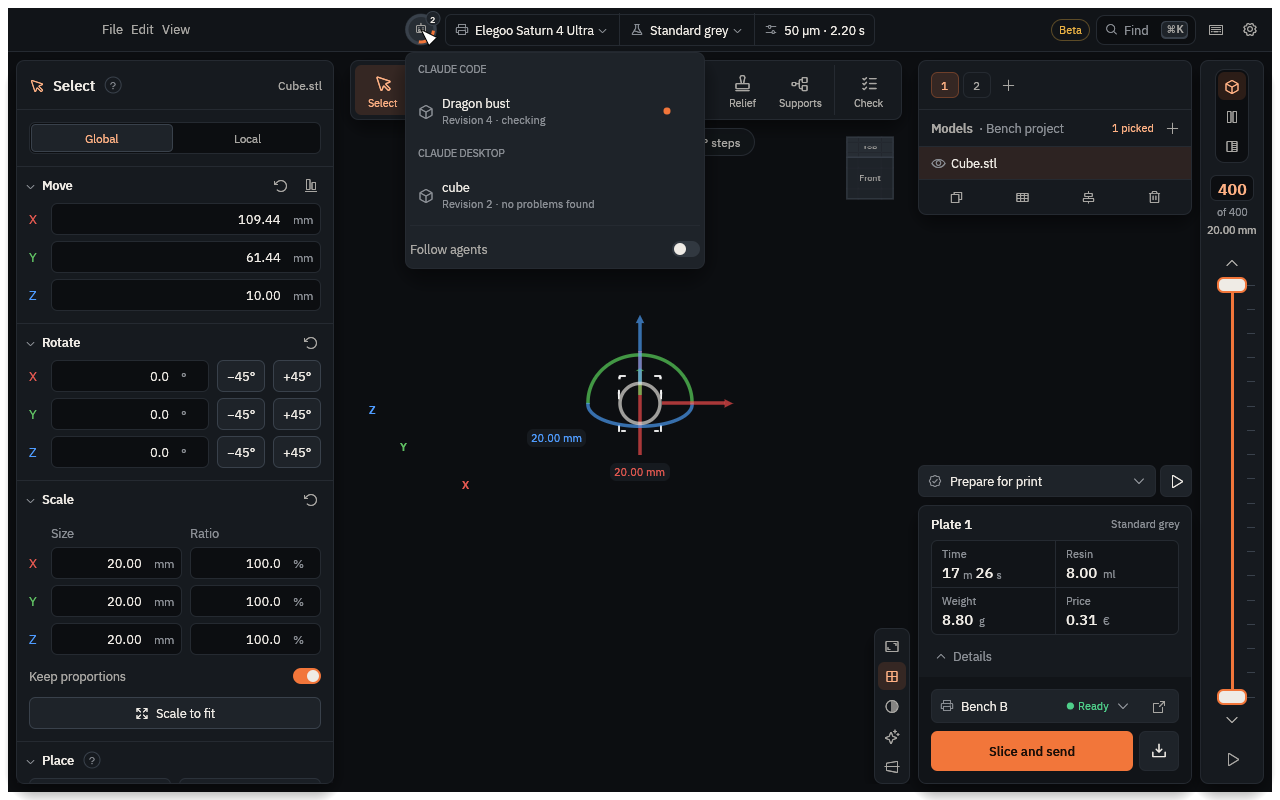 File Edit View
2
Elegoo Saturn 4 Ultra
Standard grey
50 µm · 2.20 s
Beta
Find ⌘K
Select
?
Cube.stl
Global
Local
Move
X 109.44 mm
Y 61.44 mm
Z 10.00 mm
Rotate
X 0.0 ° −45° +45°
Y 0.0 ° −45° +45°
Z 0.0 ° −45° +45°
Scale
Size Ratio
X 20.00 mm 100.0 %
Y 20.00 mm 100.0 %
Z 20.00 mm 100.0 %
Keep proportions
Scale to fit
Place ?
Select
CLAUDE CODE
Dragon bust
Revision 4 · checking
CLAUDE DESKTOP
cube
Revision 2 · no problems found
Follow agents
Relief
Supports
Check
° steps
Top
Front
Z
Y
X
20.00 mm
20.00 mm
1 2
Models · Bench project 1 picked
Cube.stl
Prepare for print
Plate 1 Standard grey
Time
17 m 26 s
Resin
8.00 ml
Weight
8.80 g
Price
0.31 €
Details
Bench B Ready
Slice and send
400
of 400
20.00 mm